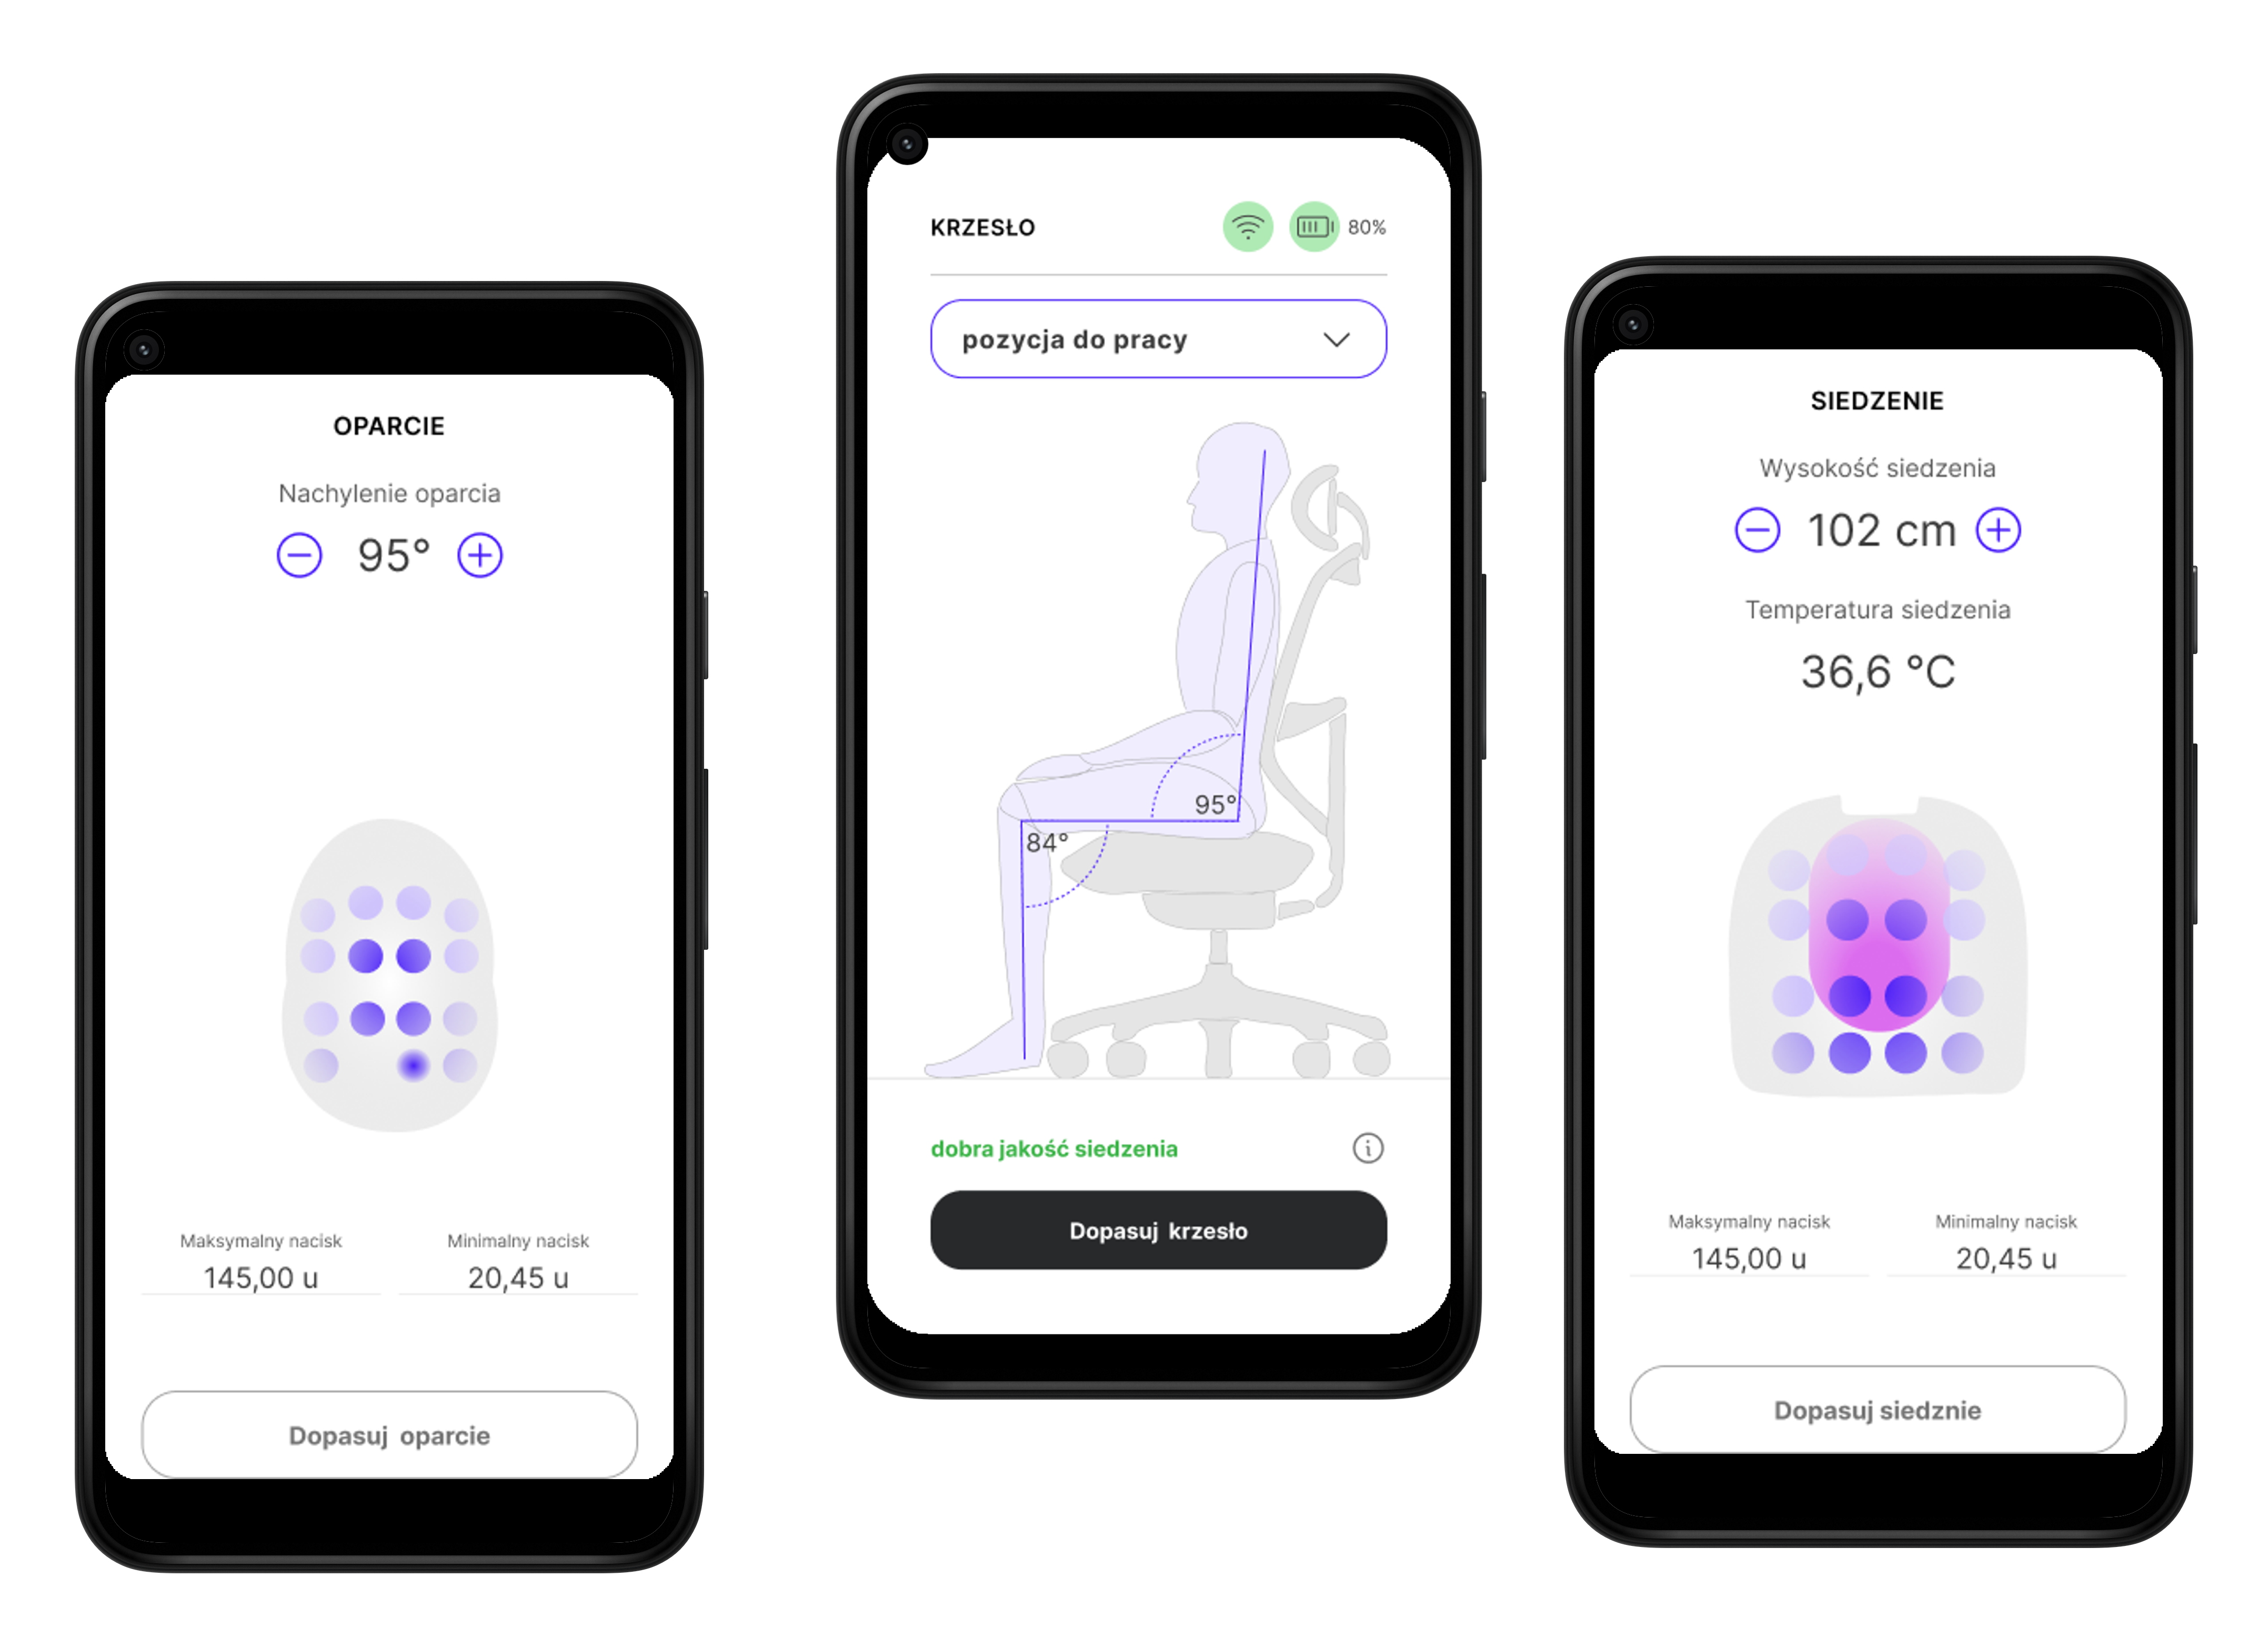 OPARCIE
Nachylenie oparcia
95°
Maksymalny nacisk
Minimalny nacisk
145,00 u
20,45 u
Dopasuj oparcie
KRZESŁO
80%
pozycja do pracy
95°
84°
dobra jakość siedzenia
Dopasuj krzesło
SIEDZENIE
Wysokość siedzenia
102 cm
Temperatura siedzenia
36,6 °C
Maksymalny nacisk
Minimalny nacisk
145,00 u
20,45 u
Dopasuj siedznie